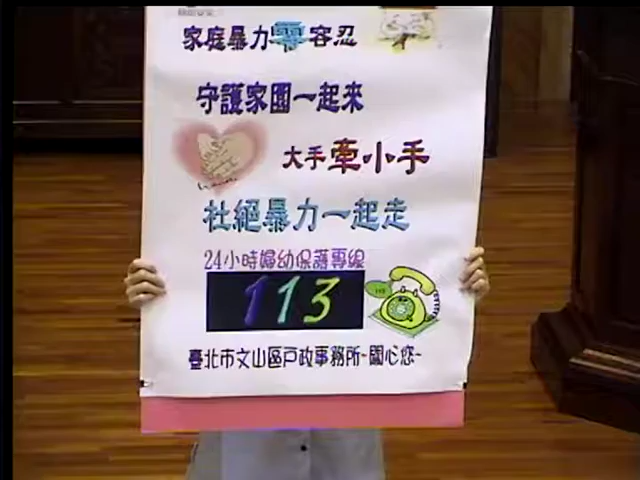 家庭暴力零容忍
守護家園一起來
大手牽小手
杜絕暴力一起走
24小時婦幼保護專線
113
臺北市文山區戶政事務所~關心您~